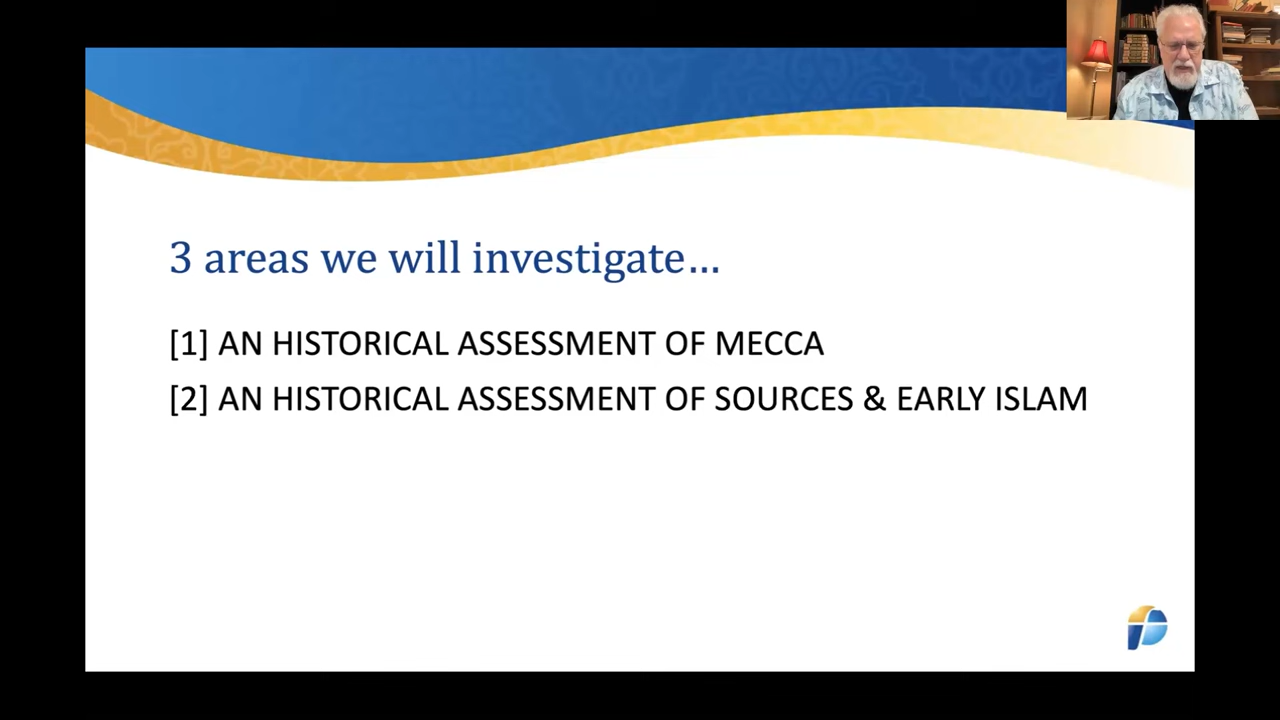 3 areas we will investigate…
[1] AN HISTORICAL ASSESSMENT OF MECCA
[2] AN HISTORICAL ASSESSMENT OF SOURCES & EARLY ISLAM